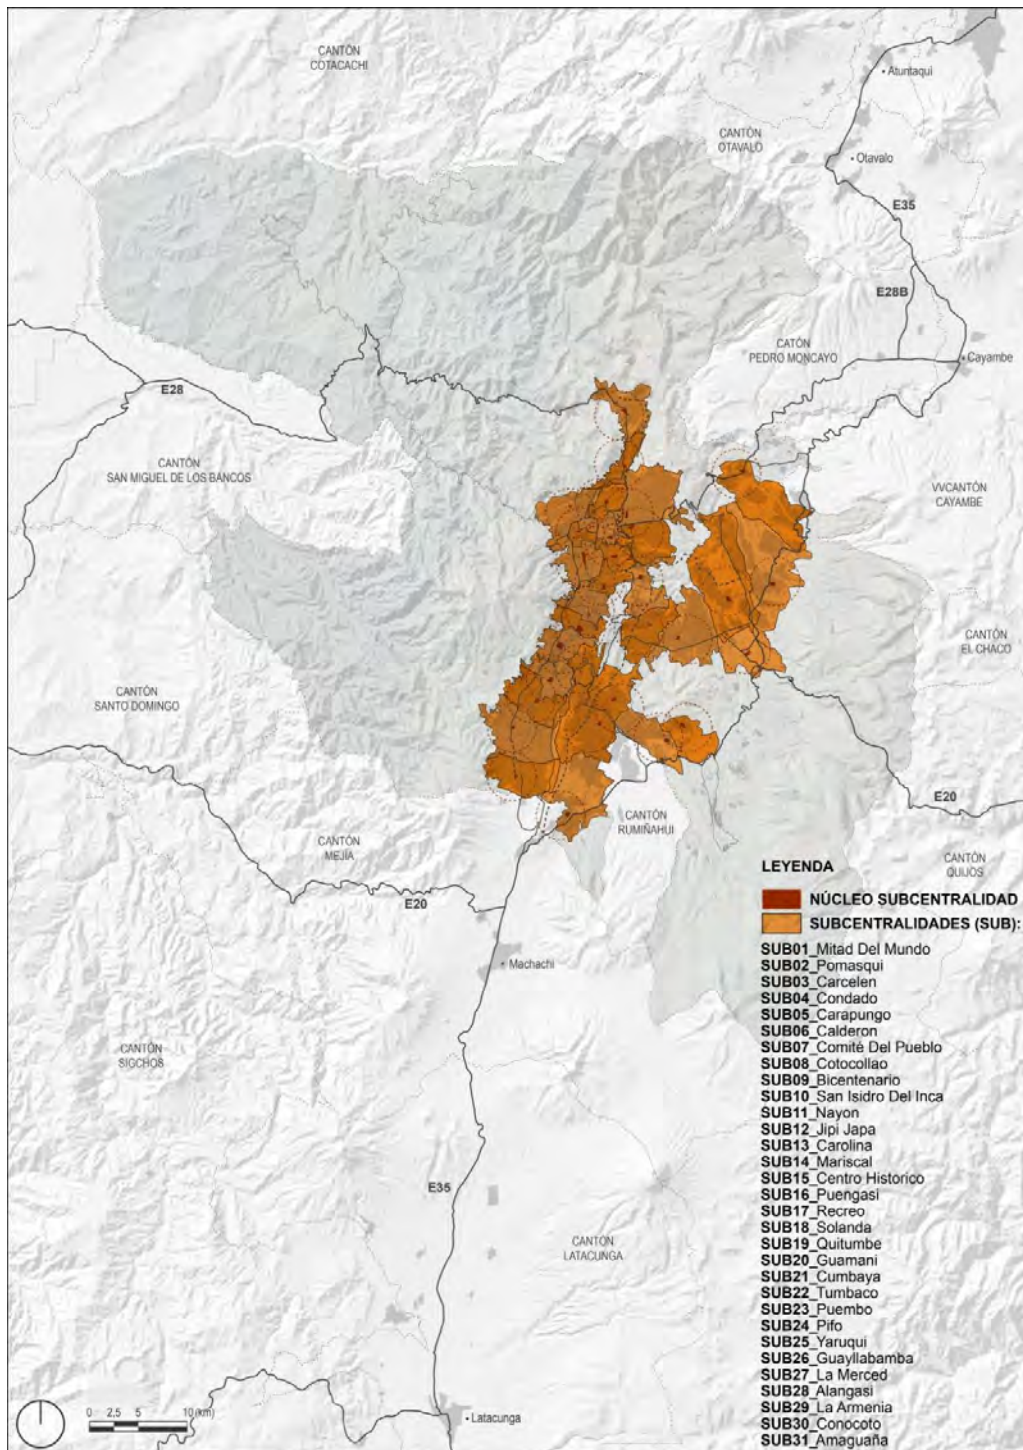 CANTÓN
COTACACHI
Atuntaqui
CANTÓN
OTAVALO
Otavalo
E35
E28B
CATÓN
PEDRO MONCAYO
Cayambe
E28
CANTÓN
SAN MIGUEL DE LOS BANCOS
VVCANTÓN
CAYAMBE
CANTÓN
EL CHACO
CANTÓN
SANTO DOMINGO
E20
CANTÓN
RUMIÑAHUI
CANTÓN
MEJÍA
CANTÓN
QUIJOS
E20
Machachi
CANTÓN
SIGCHOS
E35
CANTÓN
LATACUNGA
Latacunga
0 2,5 5 10 (km)
LEYENDA
NÚCLEO SUBCENTRALIDAD
SUBCENTRALIDADES (SUB):
SUB01_Mitad Del Mundo
SUB02_Pomasqui
SUB03_Carcelen
SUB04_Condado
SUB05_Carapungo
SUB06_Calderon
SUB07_Comité Del Pueblo
SUB08_Cotocollao
SUB09_Bicentenario
SUB10_San Isidro Del Inca
SUB11_Nayon
SUB12_Jipi Japa
SUB13_Carolina
SUB14_Mariscal
SUB15_Centro Historico
SUB16_Puengasi
SUB17_Recreo
SUB18_Solanda
SUB19_Quitumbe
SUB20_Guamani
SUB21_Cumbaya
SUB22_Tumbaco
SUB23_Puembo
SUB24_Pifo
SUB25_Yaruqui
SUB26_Guayllabamba
SUB27_La Merced
SUB28_Alangasi
SUB29_La Armenia
SUB30_Conocoto
SUB31_Amaguaña